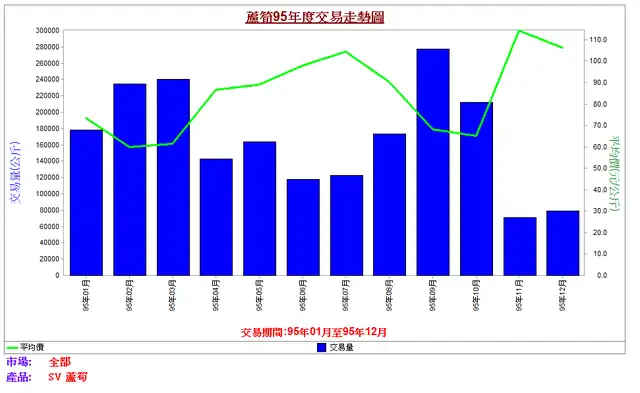 蘆筍95年度交易走勢圖
300000
280000
260000
240000
220000
200000
180000
160000
140000
120000
100000
80000
60000
40000
20000
0
交易量(公斤)
110.0
100.0
90.0
80.0
70.0
60.0
50.0
40.0
30.0
20.0
10.0
0.0
平均價(元/公斤)
95年01月
95年02月
95年03月
95年04月
95年05月
95年06月
95年07月
95年08月
95年09月
95年10月
95年11月
95年12月
交易期間:95年01月至95年12月
平均價 交易量
市場: 全部
產品: SV 蘆筍